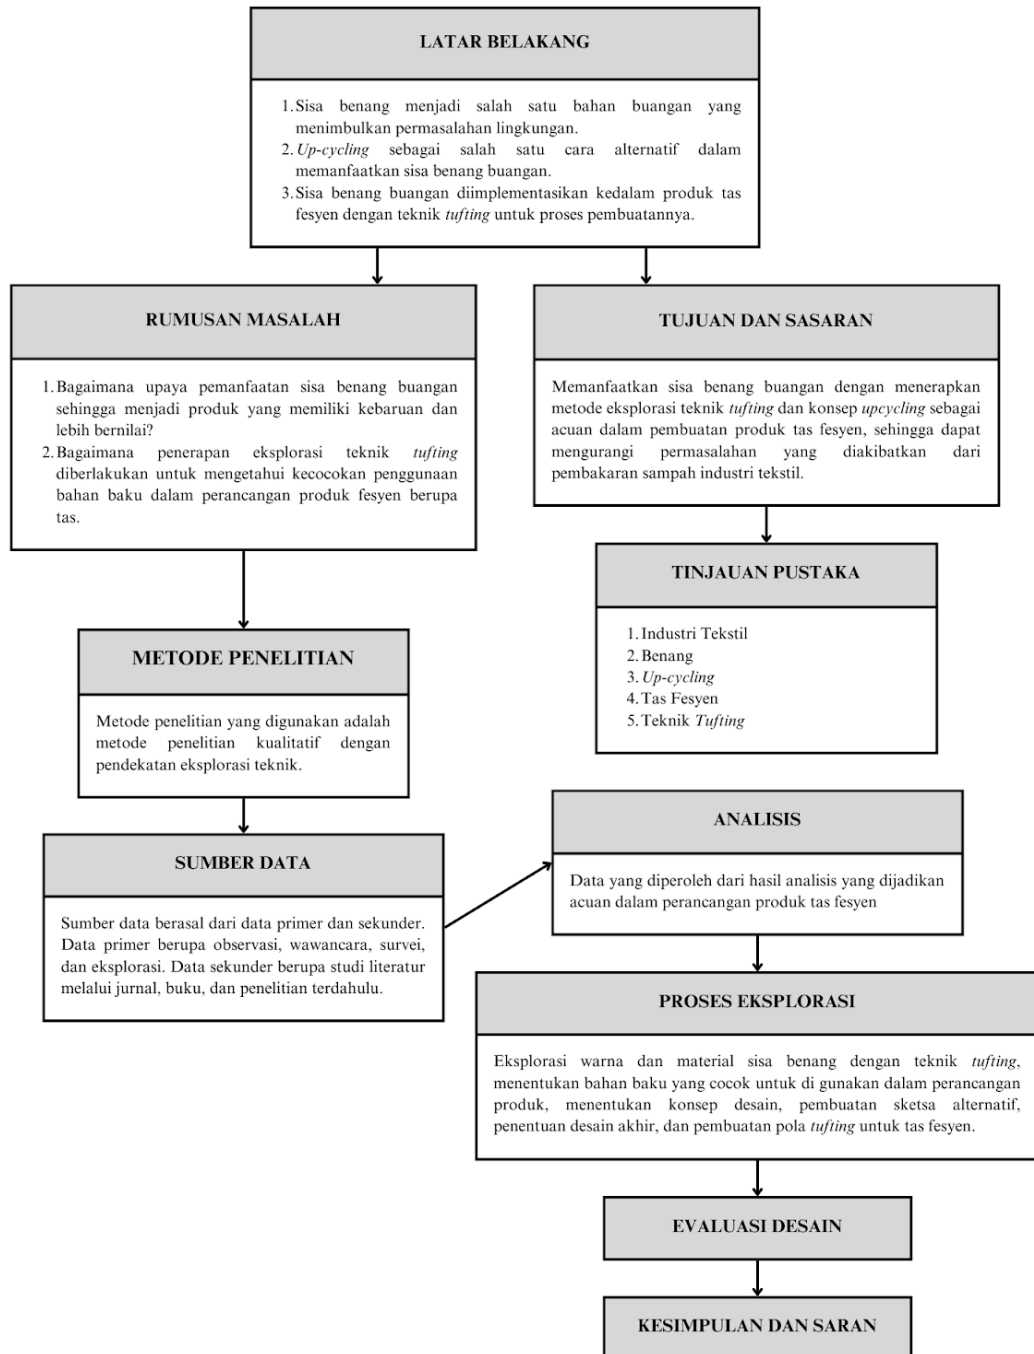 LATAR BELAKANG
1. Sisa benang menjadi salah satu bahan buangan yang
menimbulkan permasalahan lingkungan.
2. Up-cycling sebagai salah satu cara alternatif dalam
memanfaatkan sisa benang buangan.
3. Sisa benang buangan diimplementasikan kedalam produk tas
fesyen dengan teknik tufting untuk proses pembuatannya.
RUMUSAN MASALAH
1. Bagaimana upaya pemanfaatan sisa benang buangan
sehingga menjadi produk yang memiliki kebaruan dan
lebih bernilai?
2. Bagaimana penerapan eksplorasi teknik tufting
diberlakukan untuk mengetahui kecocokan penggunaan
bahan baku dalam perancangan produk fesyen berupa
tas.
TUJUAN DAN SASARAN
Memanfaatkan sisa benang buangan dengan menerapkan
metode eksplorasi teknik tufting dan konsep upcycling sebagai
acuan dalam pembuatan produk tas fesyen, sehingga dapat
mengurangi permasalahan yang diakibatkan dari
pembakaran sampah industri tekstil.
TINJAUAN PUSTAKA
1. Industri Tekstil
2. Benang
3. Up-cycling
4. Tas Fesyen
5. Teknik Tufting
METODE PENELITIAN
Metode penelitian yang digunakan adalah
metode penelitian kualitatif dengan
pendekatan eksplorasi teknik.
SUMBER DATA
Sumber data berasal dari data primer dan sekunder.
Data primer berupa observasi, wawancara, survei,
dan eksplorasi. Data sekunder berupa studi literatur
melalui jurnal, buku, dan penelitian terdahulu.
ANALISIS
Data yang diperoleh dari hasil analisis yang dijadikan
acuan dalam perancangan produk tas fesyen
PROSES EKSPLORASI
Eksplorasi warna dan material sisa benang dengan teknik tufting,
menentukan bahan baku yang cocok untuk di gunakan dalam perancangan
produk, menentukan konsep desain, pembuatan sketsa alternatif,
penentuan desain akhir, dan pembuatan pola tufting untuk tas fesyen.
EVALUASI DESAIN
KESIMPULAN DAN SARAN